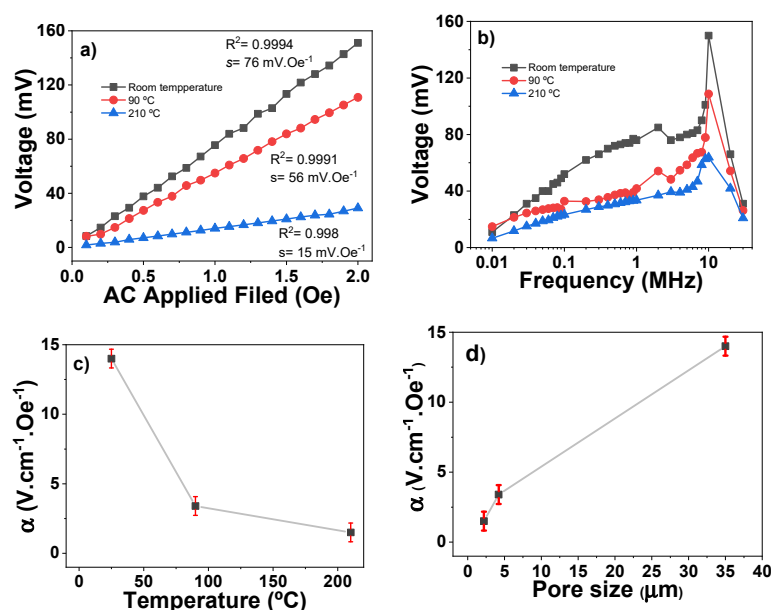 a)
R²= 0.9994
s= 76 mV.Oe⁻¹
Room tempperature
90 ºC
210 ºC
R²= 0.9991
s= 56 mV.Oe⁻¹
R²= 0.998
s= 15 mV.Oe⁻¹
160
120
80
40
0
Voltage (mV)
0.0 0.5 1.0 1.5 2.0
AC Applied Filed (Oe)
b)
Room temperature
90 ºC
210 ºC
160
120
80
40
0
Voltage (mV)
0.01 0.1 1 10
Frequency (MHz)
c)
15
10
5
0
α (V.cm⁻¹.Oe⁻¹)
0 50 100 150 200
Temperature (ºC)
d)
15
10
5
0
α (V.cm⁻¹.Oe⁻¹)
0 5 10 15 20 25 30 35 40
Pore size (μm)